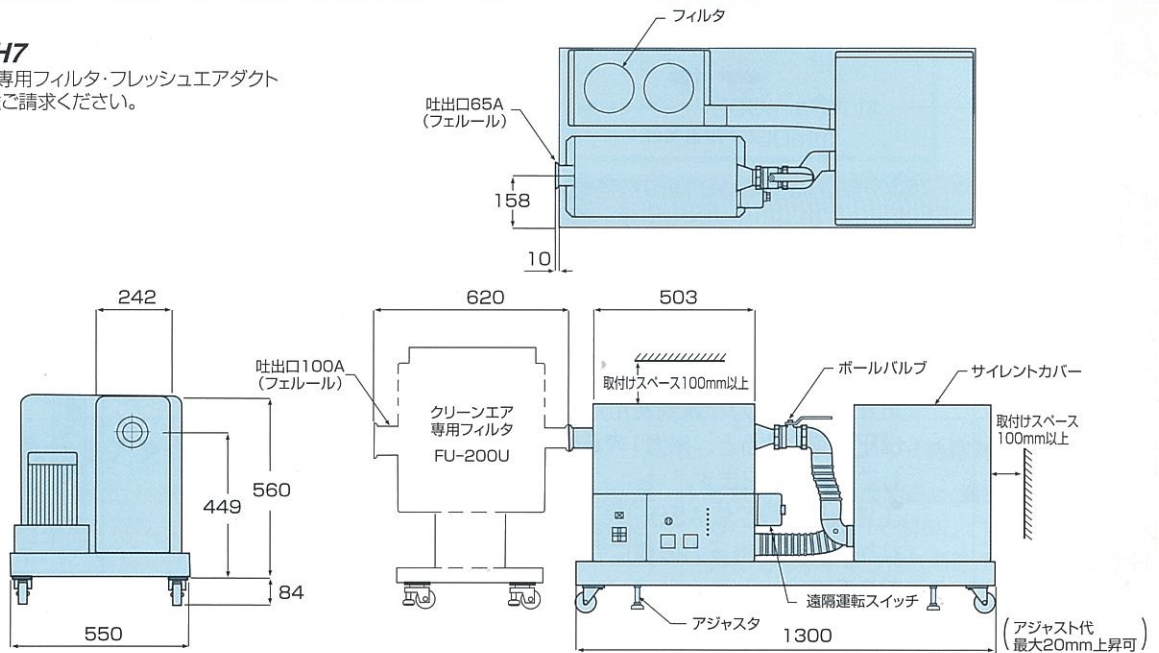 H7
専用フィルタ・フレッシュエアダクト
ご請求ください。
フィルタ
吐出口65A
(フェルール)
158
10
242
620
503
吐出口100A
(フェルール)
取付けスペース100mm以上
ボールバルブ
サイレントカバー
クリーンエア
専用フィルタ
FU-200U
取付けスペース
100mm以上
449
560
84
550
遠隔運転スイッチ
アジャスタ
1300
(アジャスト代
最大20mm上昇可)